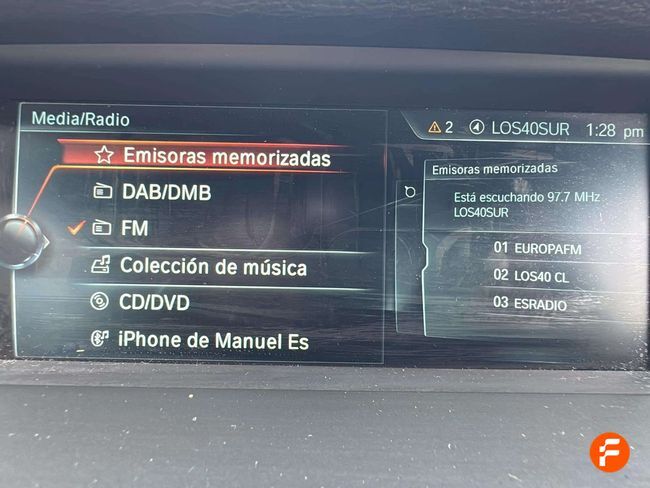 Media/Radio
2 LOS40SUR 1:28 pm
Emisoras memorizadas
DAB/DMB
FM
Colección de música
CD/DVD
iPhone de Manuel Es
Emisoras memorizadas
Está escuchando 97.7 MHz
LOS40SUR
01 EUROPAFM
02 LOS40 CL
03 ESRADIO